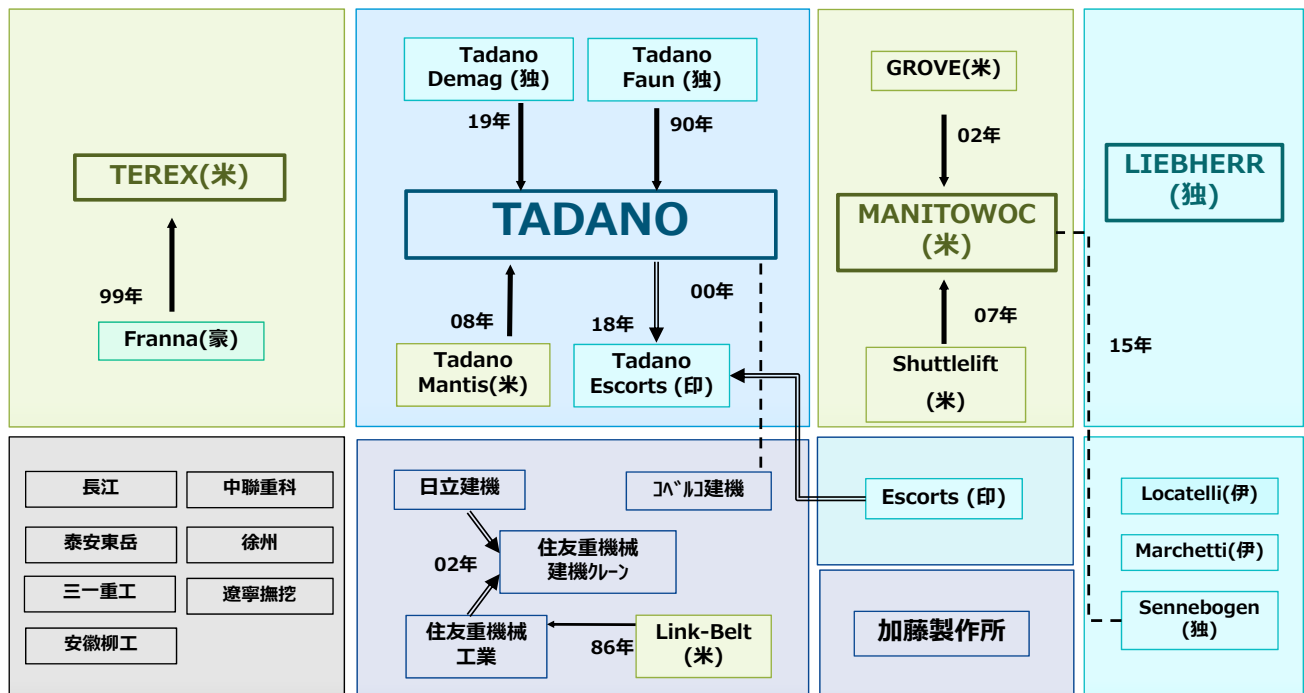 TEREX(米)
99年
Franna(豪)
Tadano
Demag (独)
Tadano
Faun (独)
19年
90年
TADANO
00年
08年
18年
Tadano
Mantis(米)
Tadano
Escorts (印)
GROVE(米)
02年
MANITOWOC
(米)
07年
Shuttlelift
(米)
LIEBHERR
(独)
15年
長江
中聯重科
泰安東岳
徐州
三一重工
遼寧撫挖
安徽柳工
日立建機
コベルコ建機
02年
住友重機械
建機クレーン
住友重機械
工業
86年
Link-Belt
(米)
Escorts (印)
加藤製作所
Locatelli(伊)
Marchetti(伊)
Sennebogen
(独)